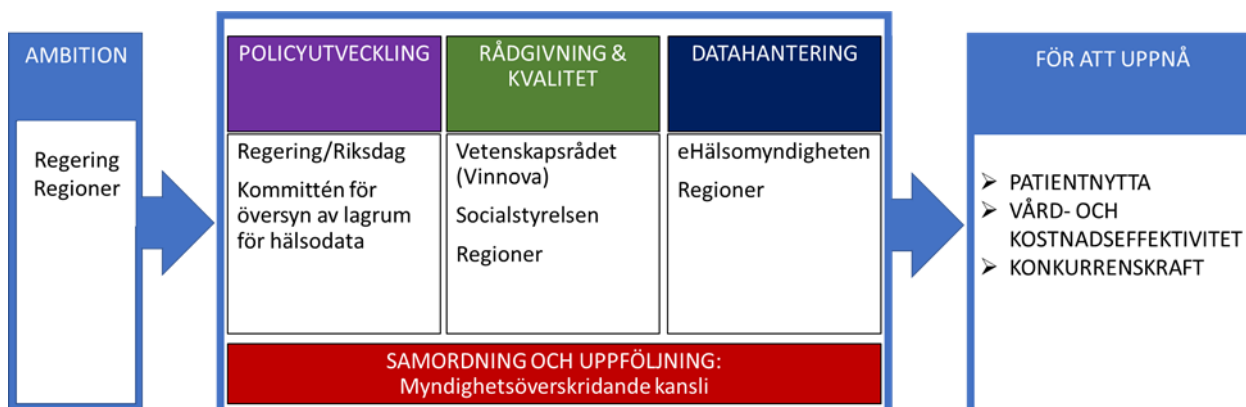 AMBITION
Regering
Regioner
POLICYUTVECKLING
Regering/Riksdag
Kommittén för
översyn av lagrum
för hälsodata
RÅDGIVNING &
KVALITET
Vetenskapsrådet
(Vinnova)
Socialstyrelsen
Regioner
DATAHANTERING
eHälsomyndigheten
Regioner
SAMORDNING OCH UPPFÖLJNING:
Myndighetsöverskridande kansli
FÖR ATT UPPNÅ
➢ PATIENTNYTTA
➢ VÅRD- OCH
KOSTNADSEFFEKTIVITET
➢ KONKURRENSKRAFT